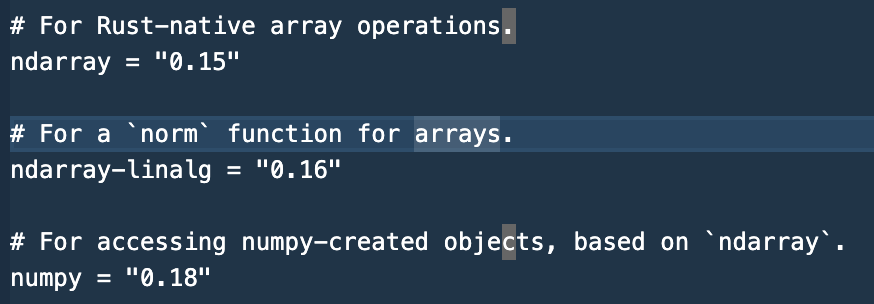 # For Rust-native array operations.
ndarray = "0.15"
# For a `norm` function for arrays.
ndarray-linalg = "0.16"
# For accessing numpy-created objects, based on `ndarray`.
numpy = "0.18"